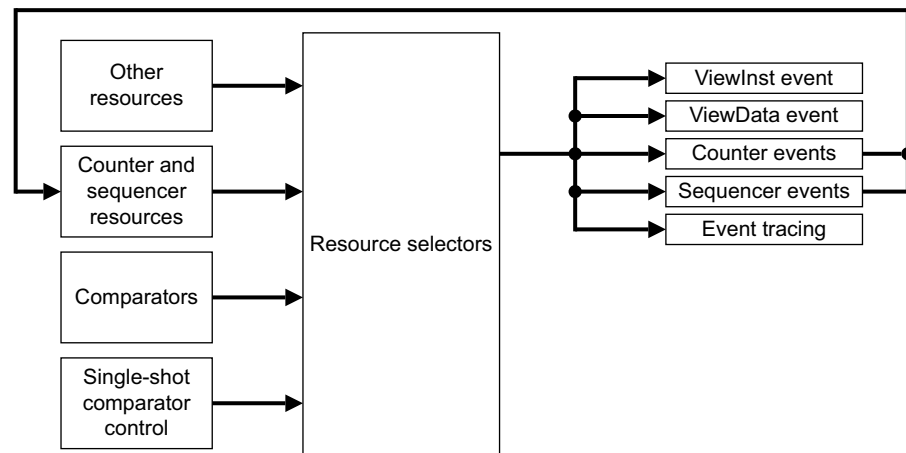 Other
resources
Counter and
sequencer
resources
Comparators
Single-shot
comparator
control
Resource selectors
ViewInst event
ViewData event
Counter events
Sequencer events
Event tracing